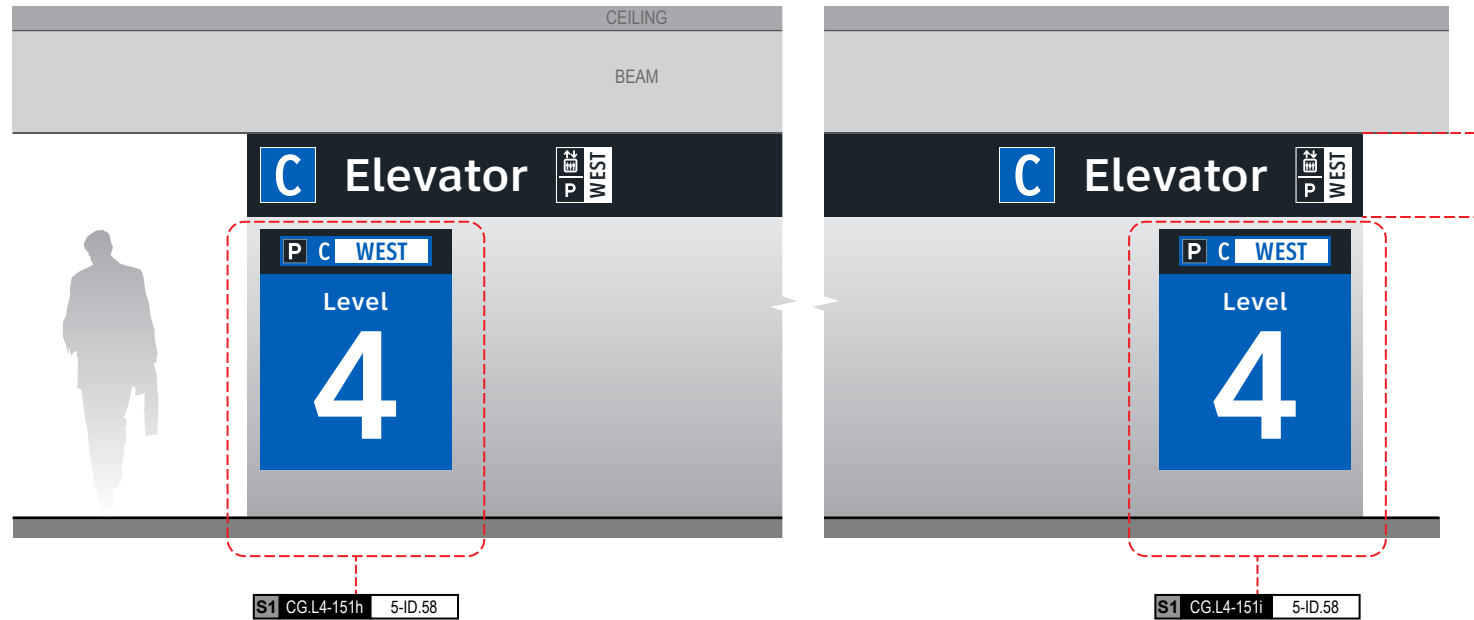 CEILING
BEAM
C Elevator P WEST
C Elevator P WEST
P C WEST
Level
4
P C WEST
Level
4
S1 CG.L4-151h 5-ID.58
S1 CG.L4-151i 5-ID.58